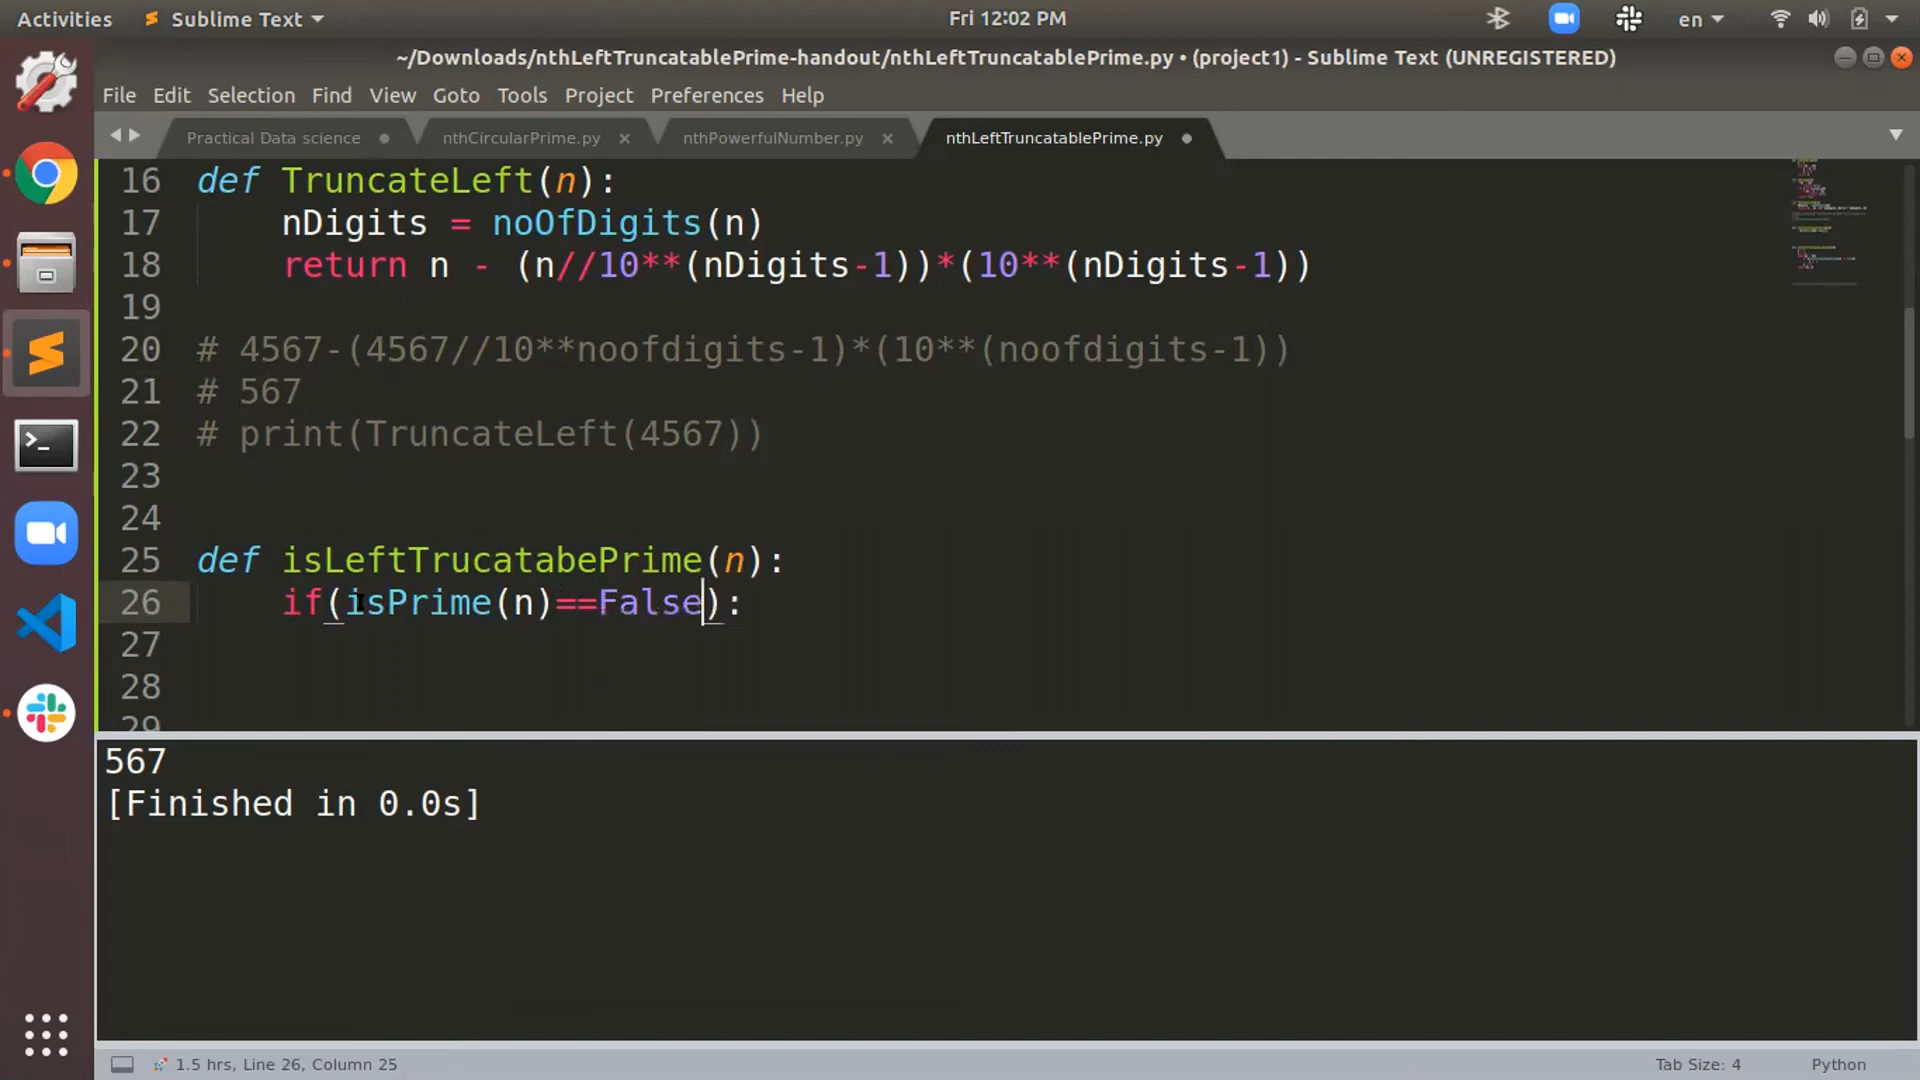 Activities
Sublime Text
Fri 12:02 PM
en
~/Downloads/nthLeftTruncatablePrime-handout/nthLeftTruncatablePrime.py • (project1) - Sublime Text (UNREGISTERED)
File Edit Selection Find View Goto Tools Project Preferences Help
Practical Data science
nthCircularPrime.py
nthPowerfulNumber.py
nthLeftTruncatablePrime.py
16 def TruncateLeft(n):
17     nDigits = noOfDigits(n)
18     return n - (n//10**(nDigits-1))*(10**(nDigits-1))
19
20 # 4567-(4567//10**noofdigits-1)*(10**(noofdigits-1))
21 # 567
22 # print(TruncateLeft(4567))
23
24
25 def isLeftTrucatabePrime(n):
26     if(isPrime(n)==False):
27
28
29
567
[Finished in 0.0s]
1.5 hrs, Line 26, Column 25
Tab Size: 4
Python